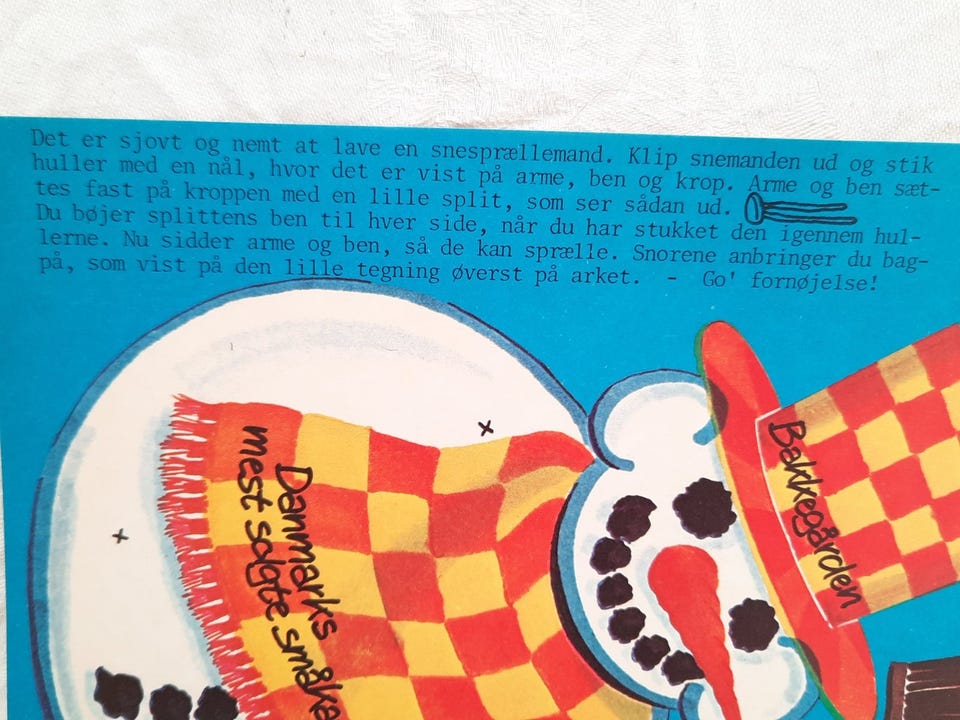 Det er sjovt og nemt at lave en snesprællemand. Klip snemanden ud og stik
huller med en nål, hvor det er vist på arme, ben og krop. Arme og ben sæt-
tes fast på kroppen med en lille split, som ser sådan ud.
Du bøjer splittens ben til hver side, når du har stukket den igennem hul-
lerne. Nu sidder arme og ben, så de kan sprælle. Snorene anbringer du bag-
på, som vist på den lille tegning øverst på arket. - Go' fornøjelse!
Bakkegården
Danmarks
mest solgte småka